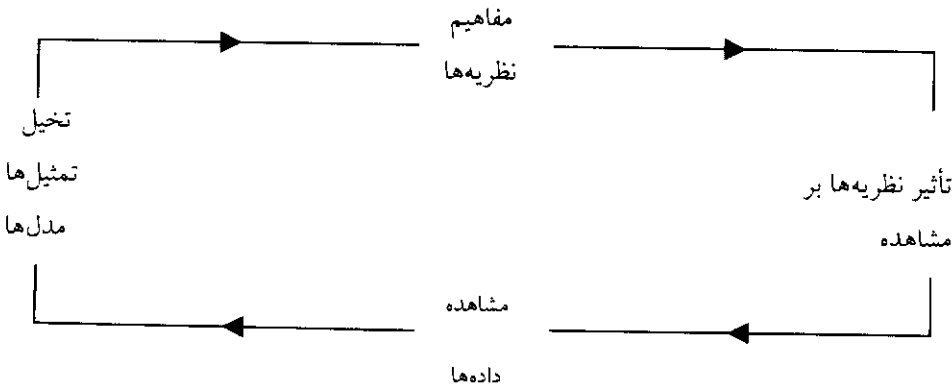 مفاهیم
نظریه‌ها
تخیل
تمثیل‌ها
مدل‌ها
تأثیر نظریه‌ها بر
مشاهده
مشاهده
داده‌ها